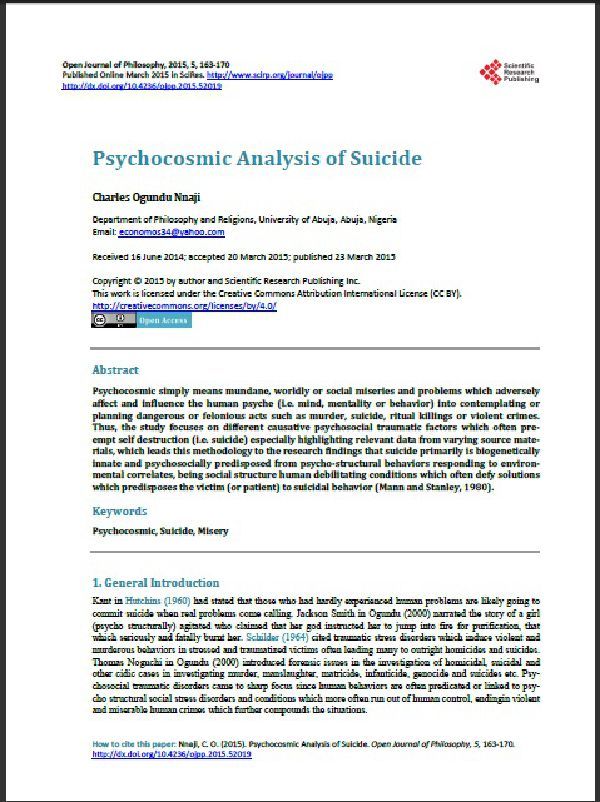 Open Journal of Philosophy, 2015, 5, 163-170
Published Online March 2015 in SciRes. http://www.scirp.org/journal/ojpp
http://dx.doi.org/10.4236/ojpp.2015.52019
Scientific
Research
Publishing
Psychocosmic Analysis of Suicide
Charles Ogundu Nnaji
Department of Philosophy and Religions, University of Abuja, Abuja, Nigeria
Email: economos34@yahoo.com
Received 16 June 2014; accepted 20 March 2015; published 23 March 2015
Copyright © 2015 by author and Scientific Research Publishing Inc.
This work is licensed under the Creative Commons Attribution International License (CC BY).
http://creativecommons.org/licenses/by/4.0/
Open Access
Abstract
Psychocosmic simply means mundane, worldly or social miseries and problems which adversely
affect and influence the human psyche (i.e. mind, mentality or behavior) into contemplating or
planning dangerous or felonious acts such as murder, suicide, ritual killings or violent crimes.
Thus, the study focuses on different causative psychosocial traumatic factors which often pre-
empt self destruction (i.e. suicide) especially highlighting relevant data from varying source mate-
rials, which leads this methodology to the research findings that suicide primarily is biogenetically
innate and psychosocially predisposed from psycho-structural behaviors responding to environ-
mental correlates, being social structure human debilitating conditions which often defy solutions
which predisposes the victim (or patient) to suicidal behavior (Mann and Stanley, 1980).
Keywords
Psychocosmic, Suicide, Misery
1. General Introduction
Kant in Hutchins (1960) had stated that those who had hardly experienced human problems are likely going to
commit suicide when real problems come calling. Jackson Smith in Ogundu (2000) narrated the story of a girl
(psycho structurally) agitated who claimed that her god instructed her to jump into fire for purification, that
which seriously and fatally burnt her. Schilder (1964) cited traumatic stress disorders which induce violent and
murderous behaviors in stressed and traumatized victims often leading many to outright homicides and suicides.
Thomas Noguchi in Ogundu (2000) introduced forensic issues in the investigation of homicidal, suicidal and
other cidic cases in investigating murder, manslaughter, matricide, infanticide, genocide and suicides etc. Psy-
chosocial traumatic disorders came to sharp focus since human behaviors are often predicated or linked to psy-
cho structural social stress disorders and conditions which more often run out of human control, endingin violent
and miserable human crimes which further compounds the situations.
How to cite this paper: Nnaji, C. O. (2015). Psychocosmic Analysis of Suicide. Open Journal of Philosophy, 5, 163-170.
http://dx.doi.org/10.4236/ojpp.2015.52019